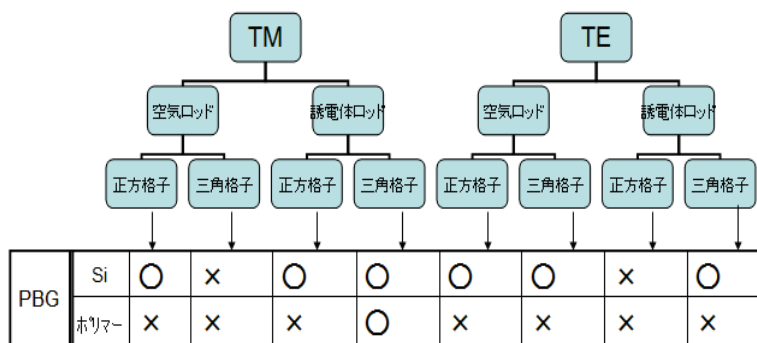 TM TE
空気ロッド 誘電体ロッド 空気ロッド 誘電体ロッド
正方格子 三角格子 正方格子 三角格子 正方格子 三角格子 正方格子 三角格子
PBG
Si ○ × ○ ○ ○ ○ × ○
ポリマー × × × ○ × × × ×